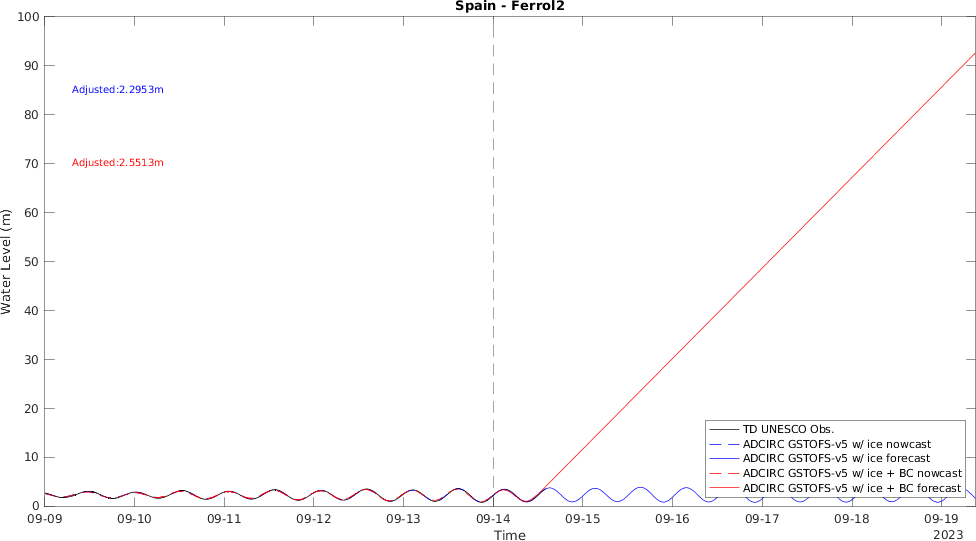 Spain - Ferrol2
100
90
80
70
60
50
40
30
20
10
0
Water Level (m)
Adjusted:2.2953m
Adjusted:2.5513m
TD UNESCO Obs.
ADCIRC GSTOFS-v5 w/ ice nowcast
ADCIRC GSTOFS-v5 w/ ice forecast
ADCIRC GSTOFS-v5 w/ ice + BC nowcast
ADCIRC GSTOFS-v5 w/ ice + BC forecast
09-09 09-10 09-11 09-12 09-13 09-14 09-15 09-16 09-17 09-18 09-19
Time
2023